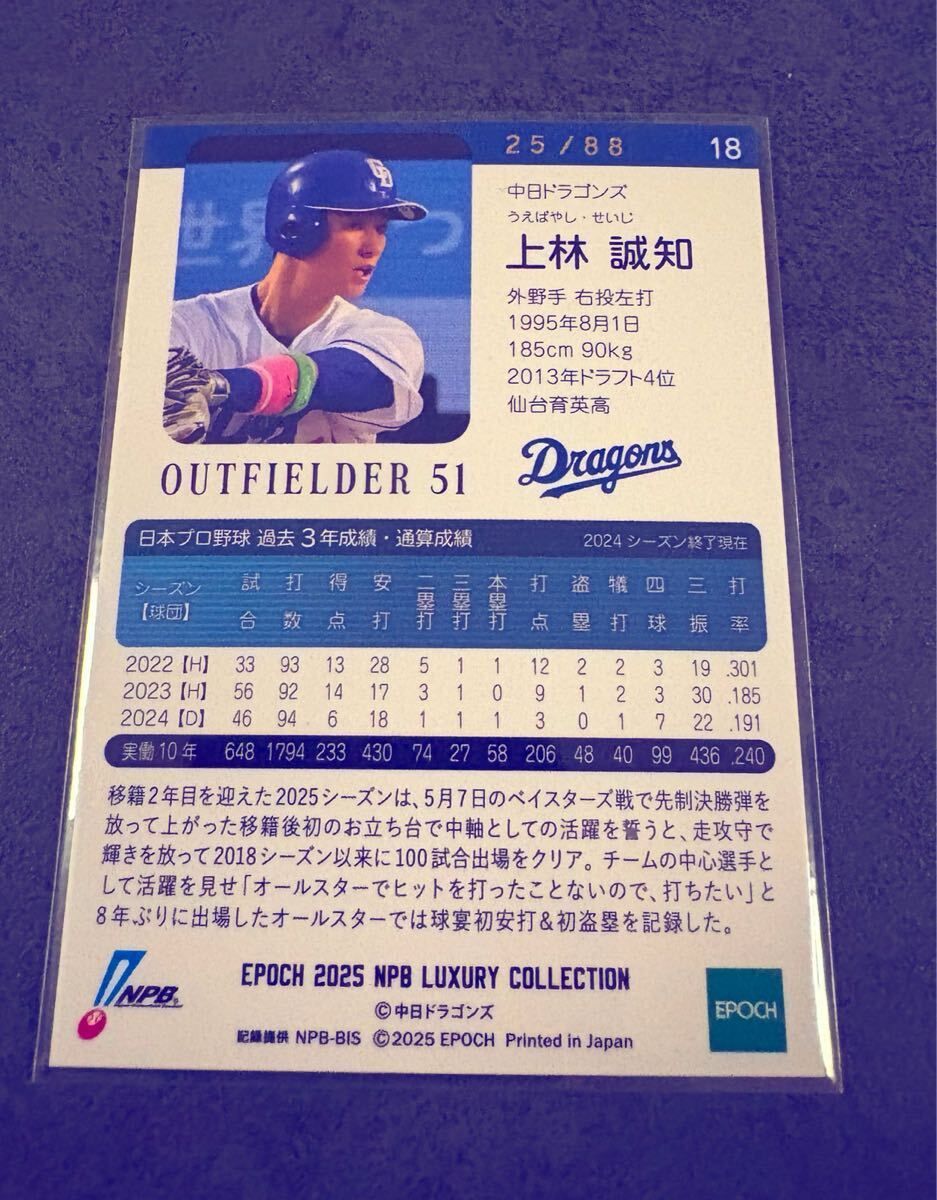 25/88 18
中日ドラゴンズ
うえばやし・せいじ
上林 誠知
外野手 右投左打
1995年8月1日
185cm 90kg
2013年ドラフト4位
仙台育英高
世界 つ
CD
OUTFIELDER 51
Dragons
日本プロ野球 過去3年成績・通算成績 2024 シーズン終了現在
シーズン【球団】 試合 打数 得点 安打 二塁打 三塁打 本塁打 打点 盗塁 犠打 四球 三振 打率
2022【H】 33 93 13 28 5 1 1 12 2 2 3 19 .301
2023【H】 56 92 14 17 3 1 0 9 1 2 3 30 .185
2024【D】 46 94 6 18 1 1 1 3 0 1 7 22 .191
実働10年 648 1794 233 430 74 27 58 206 48 40 99 436 .240
移籍2年目を迎えた2025シーズンは、5月7日のベイスターズ戦で先制決勝弾を
放って上がった移籍後初のお立ち台で中軸としての活躍を誓うと、走攻守で
輝きを放って2018シーズン以来に100試合出場をクリア。チームの中心選手と
して活躍を見せ「オールスターでヒットを打ったことないので、打ちたい」と
8年ぶりに出場したオールスターでは球宴初安打&初盗塁を記録した。
NPB
EPOCH 2025 NPB LUXURY COLLECTION
©中日ドラゴンズ
記録提供 NPB-BIS ©2025 EPOCH Printed in Japan
EPOCH